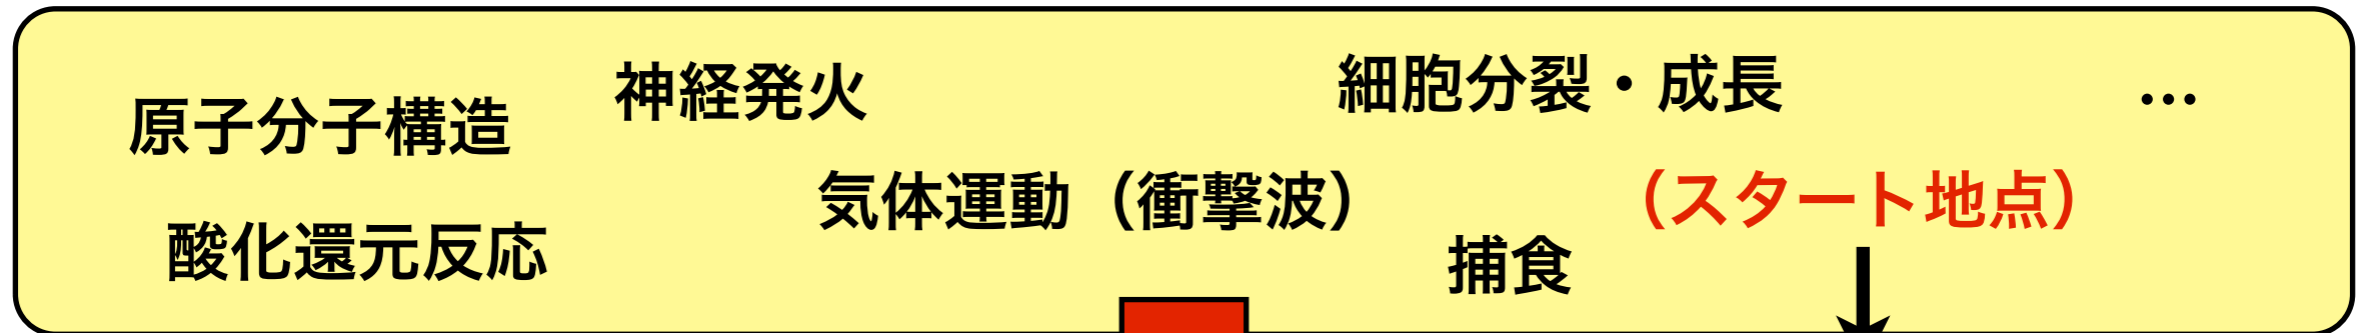 神経発火
細胞分裂・成長
…
原子分子構造
気体運動（衝撃波）
（スタート地点）
酸化還元反応
捕食